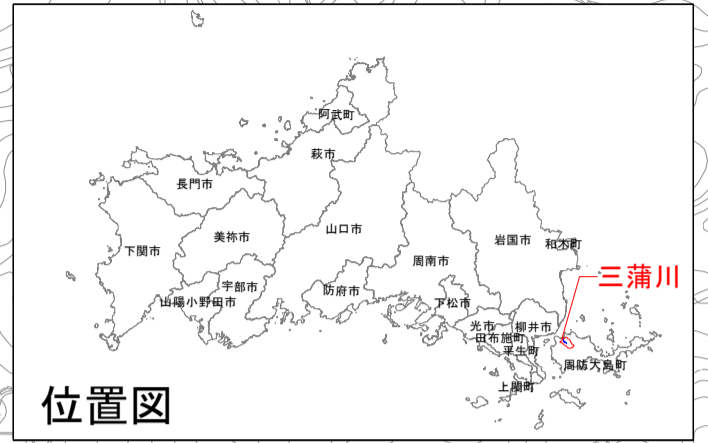 阿武町
萩市
長門市
山口市
美祢市
下関市
岩国市
和木町
周南市
三蒲川
宇部市
防府市
山陽小野田市
下松市
光市
柳井市
田布施町
平生町
周防大島町
上関町
位置図